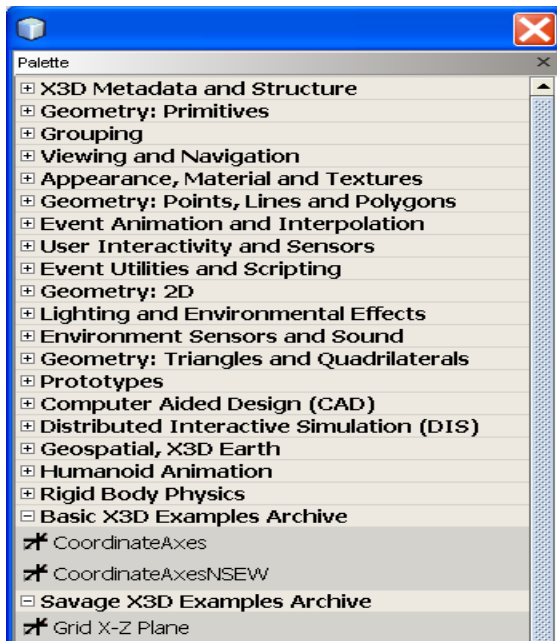 Palette
X3D Metadata and Structure
Geometry: Primitives
Grouping
Viewing and Navigation
Appearance, Material and Textures
Geometry: Points, Lines and Polygons
Event Animation and Interpolation
User Interactivity and Sensors
Event Utilities and Scripting
Geometry: 2D
Lighting and Environmental Effects
Environment Sensors and Sound
Geometry: Triangles and Quadrilaterals
Prototypes
Computer Aided Design (CAD)
Distributed Interactive Simulation (DIS)
Geospatial, X3D Earth
Humanoid Animation
Rigid Body Physics
Basic X3D Examples Archive
CoordinateAxes
CoordinateAxesNSEW
Savage X3D Examples Archive
Grid X-Z Plane